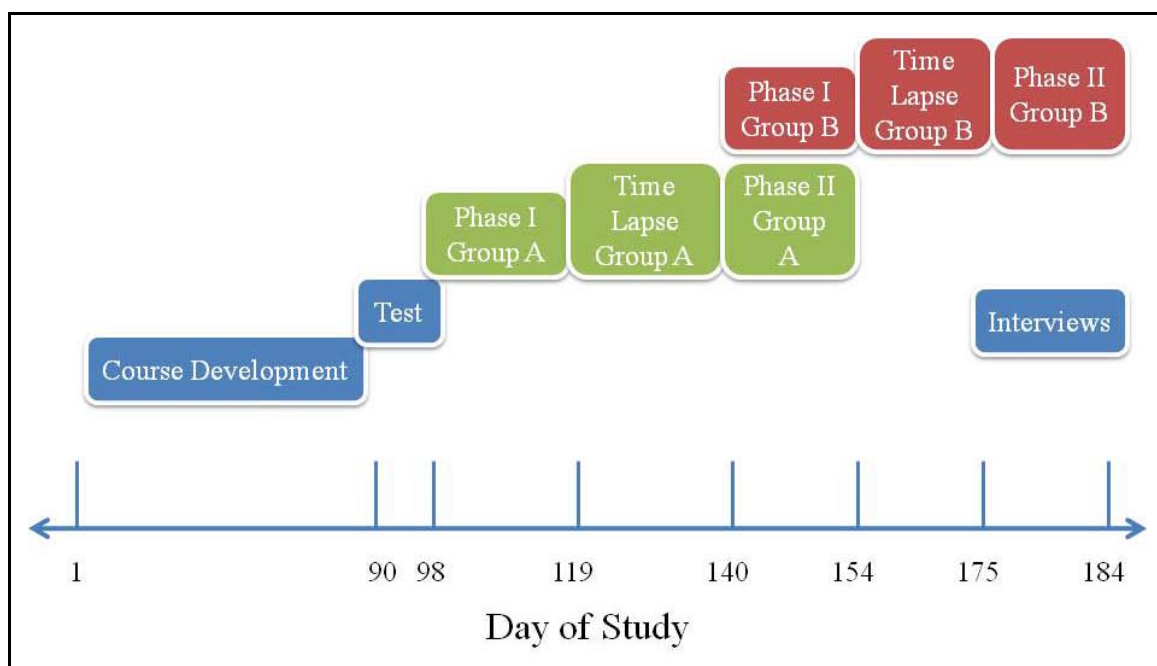 Time
Lapse
Group B
Phase I
Group B
Phase II
Group B
Time
Lapse
Group A
Phase II
Group
A
Phase I
Group A
Test
Interviews
Course Development
1 90 98 119 140 154 175 184
Day of Study